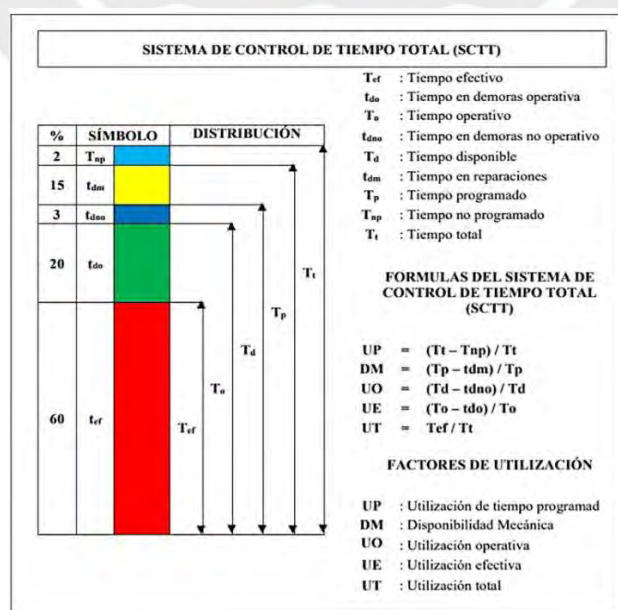 SISTEMA DE CONTROL DE TIEMPO TOTAL (SCTT)
% SÍMBOLO DISTRIBUCIÓN
2 Tnp
15 tdm
3 tdno
20 tdo
60 tef
Tef
To
Td
Tp
Tt
Tef : Tiempo efectivo
tdo : Tiempo en demoras operativa
To : Tiempo operativo
tdno : Tiempo en demoras no operativo
Td : Tiempo disponible
tdm : Tiempo en reparaciones
Tp : Tiempo programado
Tnp : Tiempo no programado
Tt : Tiempo total
FORMULAS DEL SISTEMA DE
CONTROL DE TIEMPO TOTAL
(SCTT)
UP = (Tt – Tnp) / Tt
DM = (Tp – tdm) / Tp
UO = (Td – tdno) / Td
UE = (To – tdo) / To
UT = Tef / Tt
FACTORES DE UTILIZACIÓN
UP : Utilización de tiempo programad
DM : Disponibilidad Mecánica
UO : Utilización operativa
UE : Utilización efectiva
UT : Utilización total